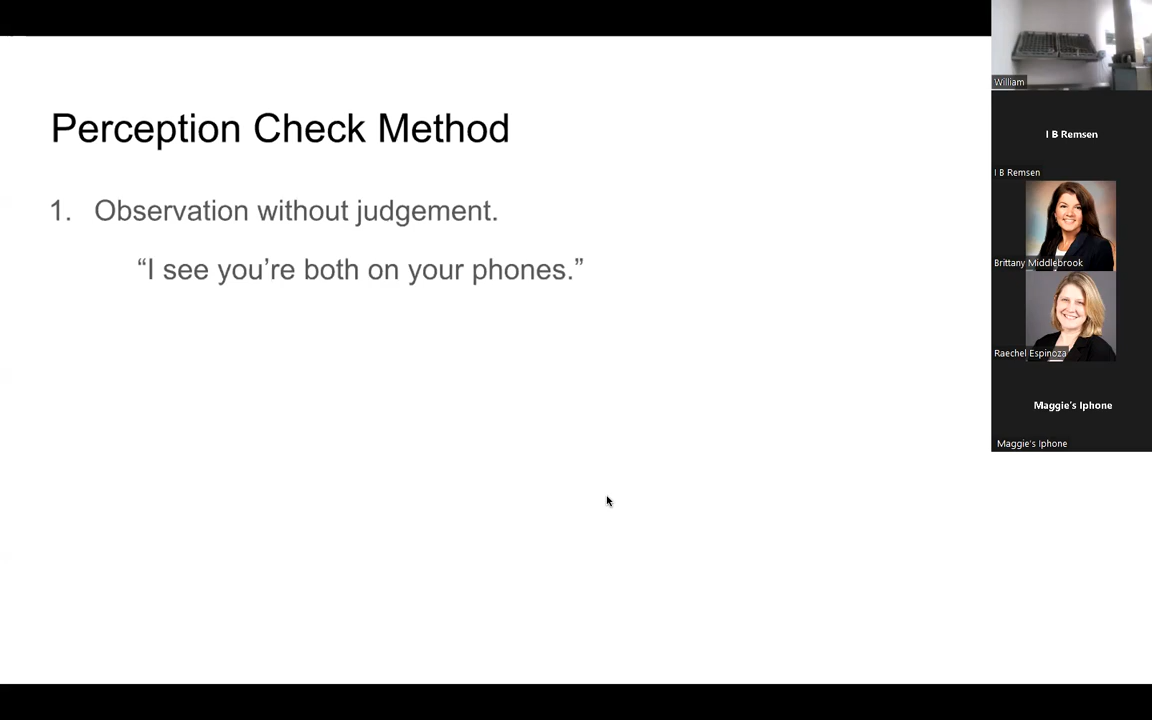 Perception Check Method
1. Observation without judgement.
“I see you’re both on your phones.”
William
I B Remsen
I B Remsen
Brittany Middlebrook
Raechel Espinoza
Maggie's Iphone
Maggie's Iphone